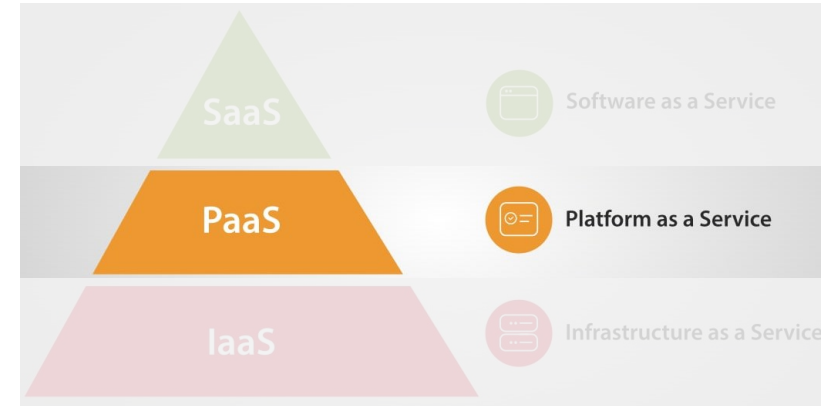 SaaS
Software as a Service
PaaS
Platform as a Service
IaaS
Infrastructure as a Service